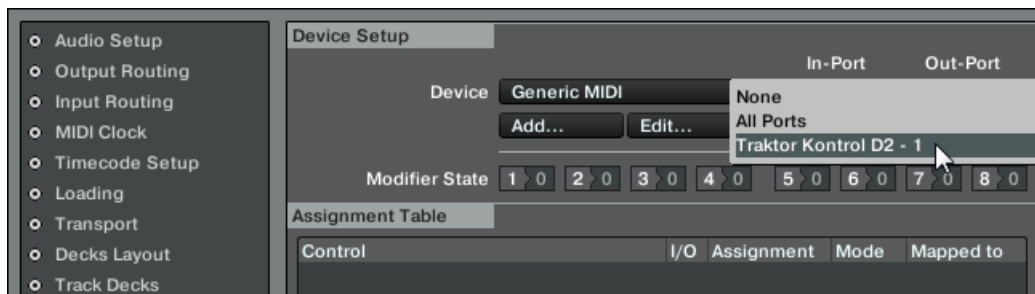 Audio Setup
Output Routing
Input Routing
MIDI Clock
Timecode Setup
Loading
Transport
Decks Layout
Track Decks
Device Setup
In-Port Out-Port
Device Generic MIDI
Add... Edit...
None
All Ports
Traktor Kontrol D2 - 1
Modifier State 1 0 2 0 3 0 4 0 5 0 6 0 7 0 8 0
Assignment Table
Control I/O Assignment Mode Mapped to